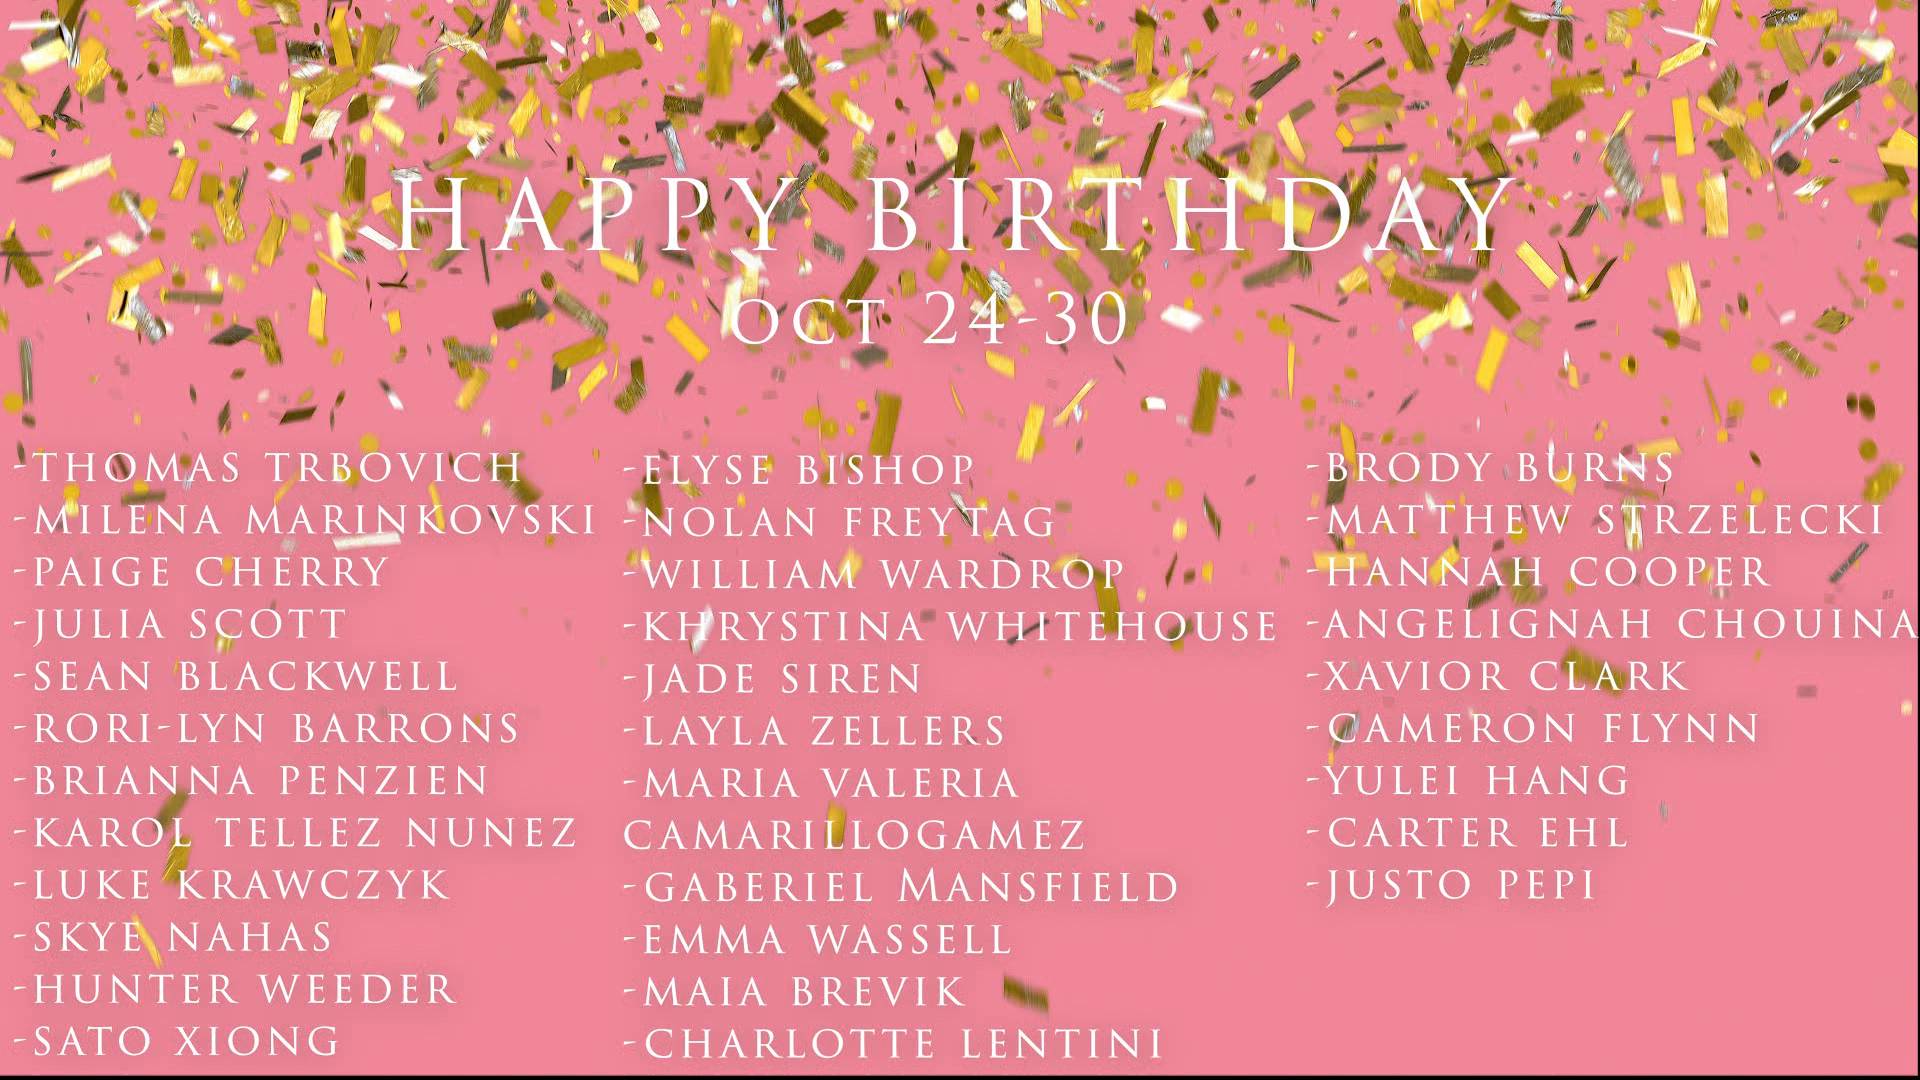 HAPPY BIRTHDAY
OCT 24-30
-THOMAS TRBOVICH
-MILENA MARINKOVSKI
-PAIGE CHERRY
-JULIA SCOTT
-SEAN BLACKWELL
-RORI-LYN BARRONS
-BRIANNA PENZIEN
-KAROL TELLEZ NUNEZ
-LUKE KRAWCZYK
-SKYE NAHAS
-HUNTER WEEDER
-SATO XIONG
-ELYSE BISHOP
-NOLAN FREYTAG
-WILLIAM WARDROP
-KHRYSTINA WHITEHOUSE
-JADE SIREN
-LAYLA ZELLERS
-MARIA VALERIA
CAMARILLOGAMEZ
-GABERIEL MANSFIELD
-EMMA WASSELL
-MAIA BREVIK
-CHARLOTTE LENTINI
-BRODY BURNS
-MATTHEW STRZELECKI
-HANNAH COOPER
-ANGELIGNAH CHOUINA
-XAVIOR CLARK
-CAMERON FLYNN
-YULEI HANG
-CARTER EHL
-JUSTO PEPI